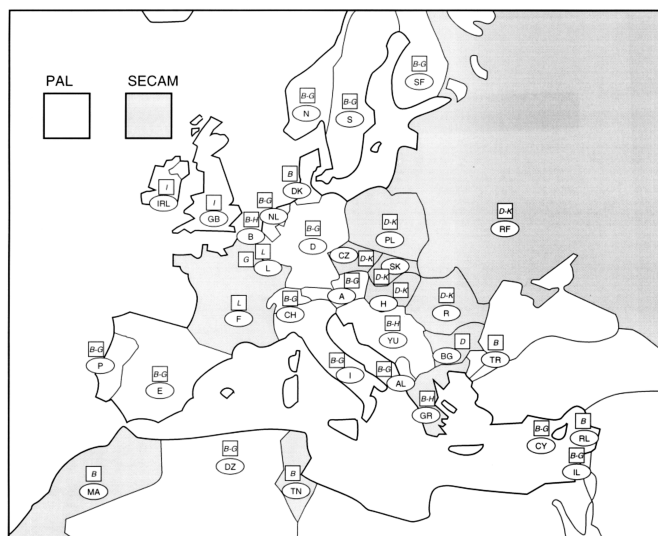 PAL SECAM
B-G
SF
B-G
N
B-G
S
B
DK
I
IRL
I
GB
B-G
NL
B-H
B
B-G
D
D-K
PL
D-K
RF
G
L
L
CZ
D-K
SK
D-K
B-G
A
H
D-K
D-K
R
L
F
B-G
CH
B-H
YU
D
BG
B
TR
B-G
P
B-G
E
B-G
I
B-G
AL
B-H
GR
B-G
CY
B
RL
B-G
IL
B
MA
B-G
DZ
B
TN